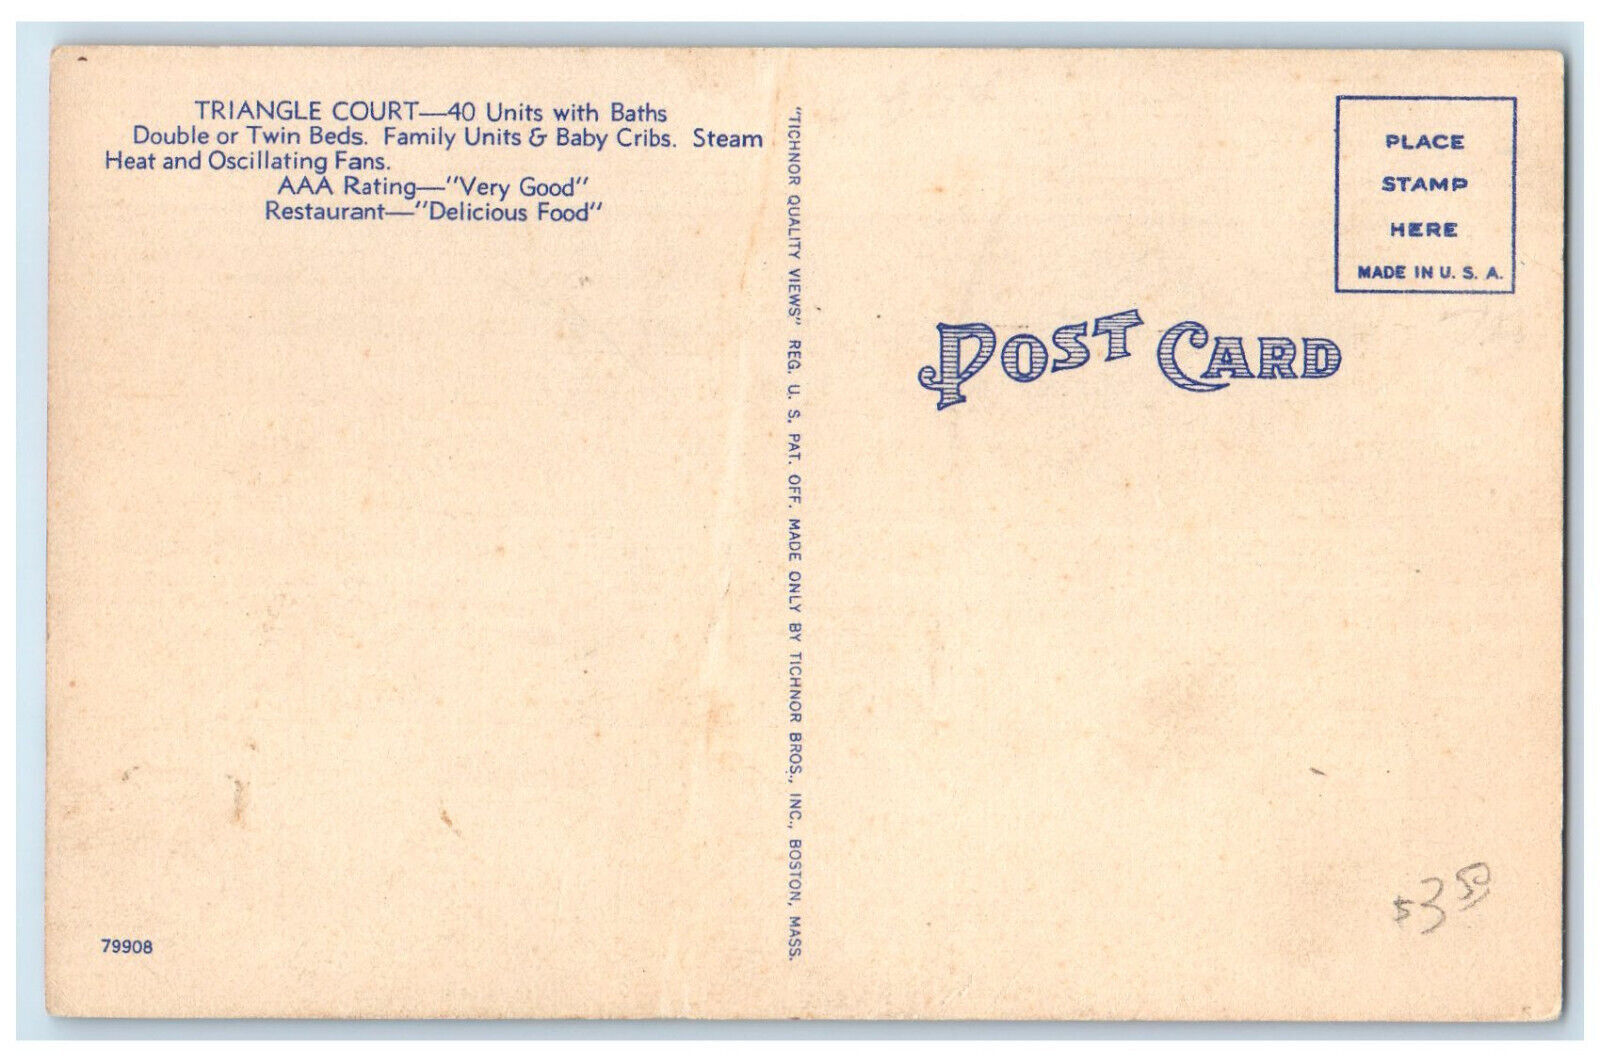 TRIANGLE COURT—40 Units with Baths
Double or Twin Beds. Family Units & Baby Cribs. Steam
Heat and Oscillating Fans.
AAA Rating—"Very Good"
Restaurant—"Delicious Food"
"TICHNOR QUALITY VIEWS" REG. U. S. PAT. OFF. MADE ONLY BY TICHNOR BROS., INC., BOSTON, MASS.
PLACE
STAMP
HERE
MADE IN U. S. A.
POST CARD
$3.50
79908